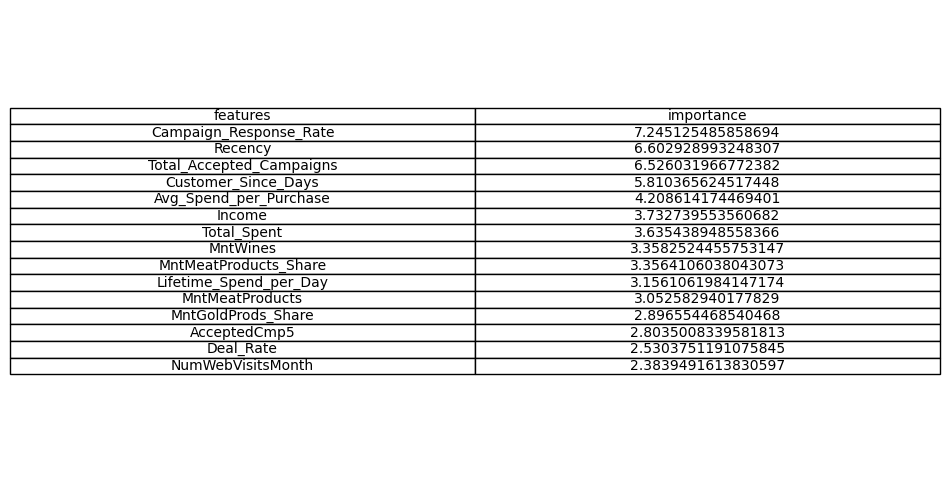 features importance
Campaign_Response_Rate 7.245125485858694
Recency 6.602928993248307
Total_Accepted_Campaigns 6.526031966772382
Customer_Since_Days 5.810365624517448
Avg_Spend_per_Purchase 4.208614174469401
Income 3.732739553560682
Total_Spent 3.635438948558366
MntWines 3.3582524455753147
MntMeatProducts_Share 3.3564106038043073
Lifetime_Spend_per_Day 3.1561061984147174
MntMeatProducts 3.052582940177829
MntGoldProds_Share 2.896554468540468
AcceptedCmp5 2.8035008339581813
Deal_Rate 2.5303751191075845
NumWebVisitsMonth 2.3839491613830597